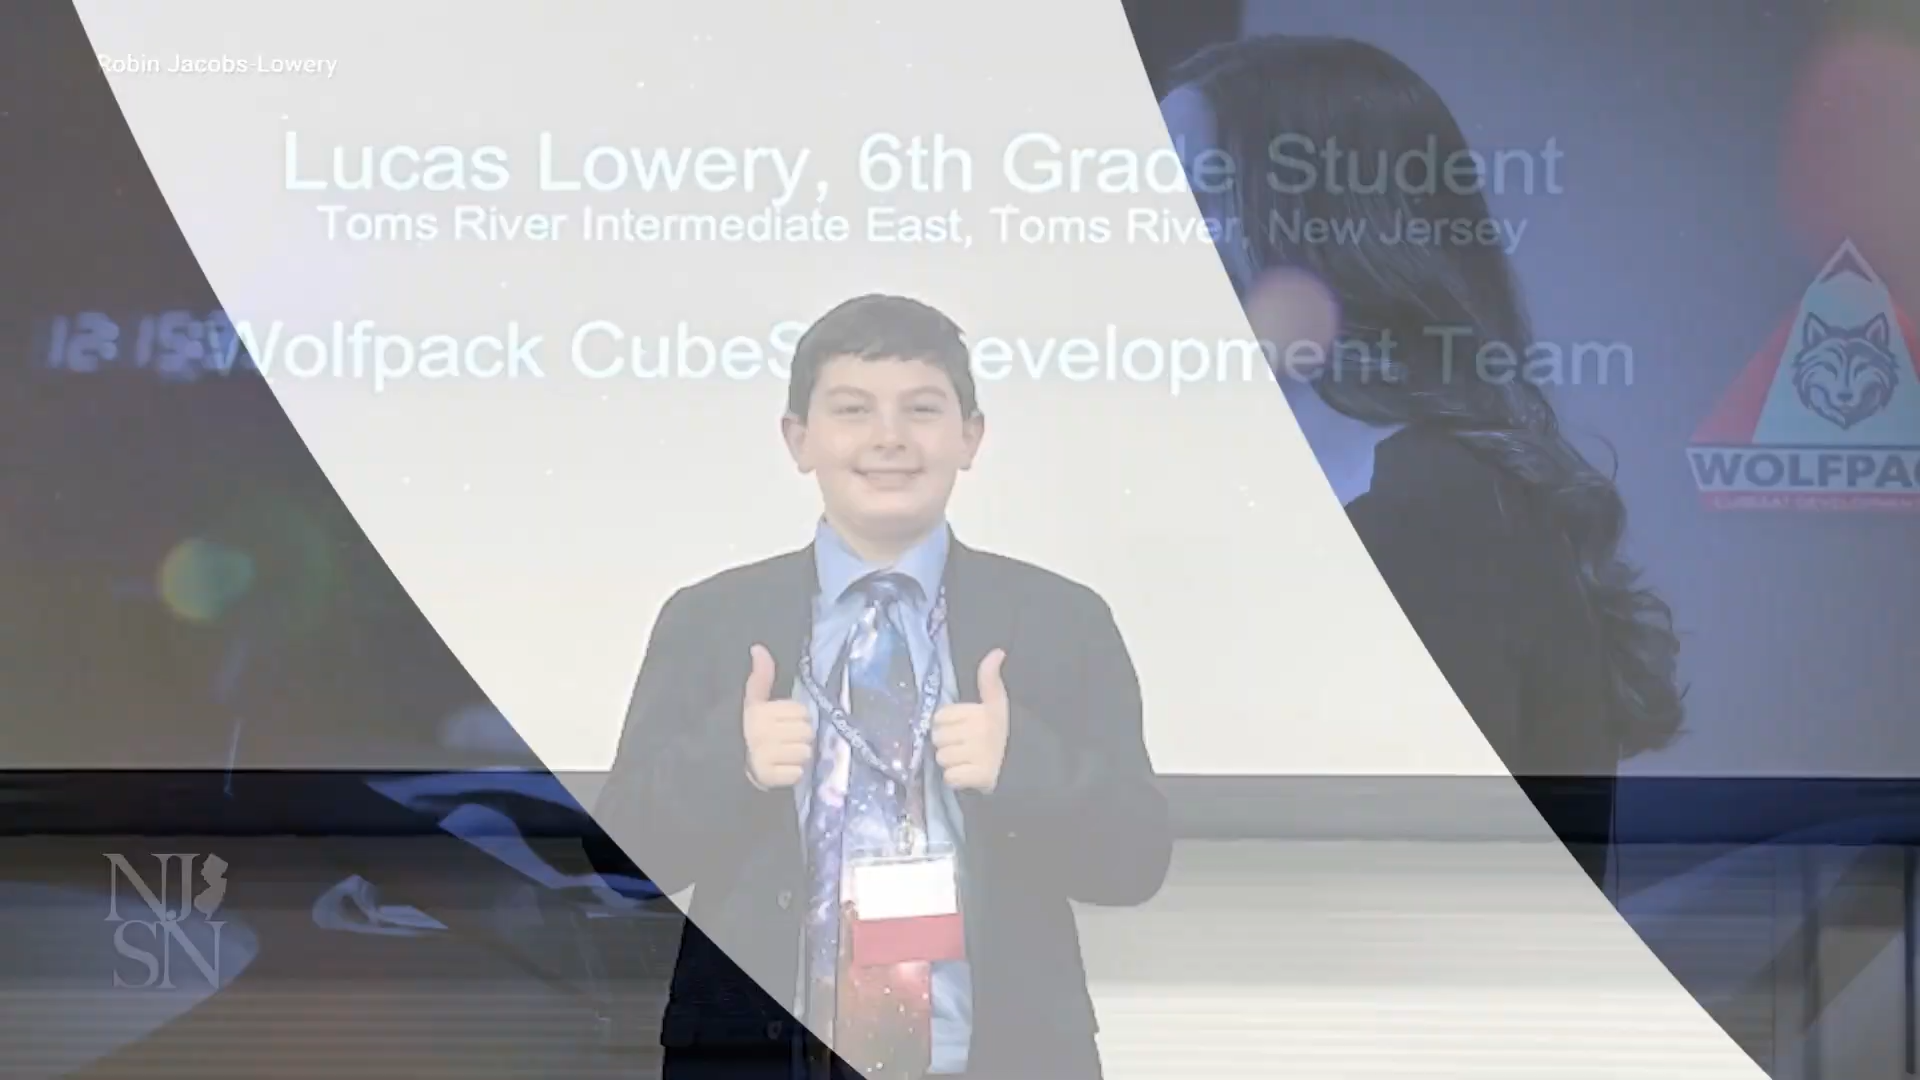 Robin Jacobs-Lowery
Lucas Lowery, 6th Grade Student
Toms River Intermediate East, Toms River, New Jersey
Wolfpack CubeS evelopment Team
WOLFPAC
NJ
SN